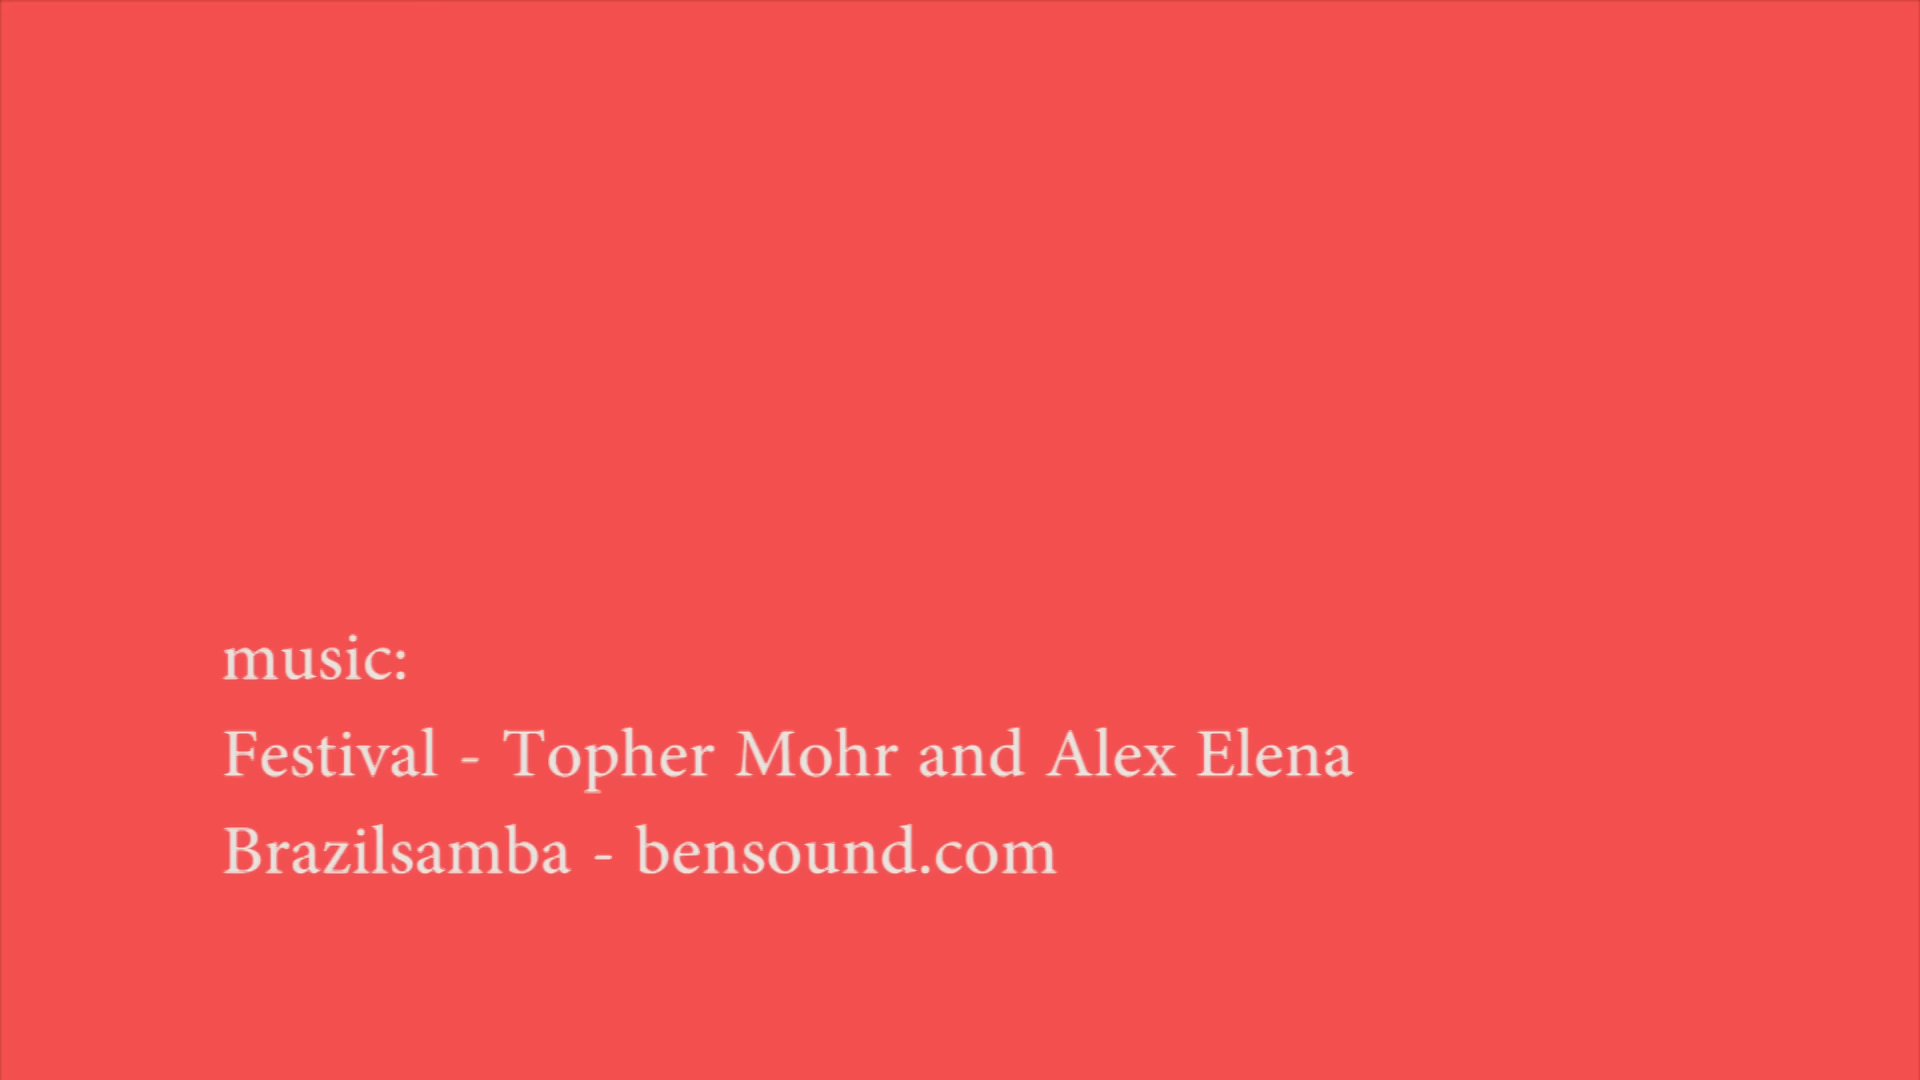 music:
Festival - Topher Mohr and Alex Elena
Brazilsamba - bensound.com